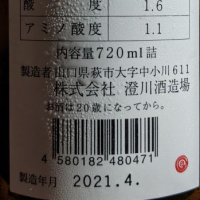 酸 度 1.6
アミノ酸度 1.1
内容量720ml詰
製造者 山口県萩市大字中小川611
株式会社 澄川酒造場
お酒は20歳になってから。
4 580182 480471
製造年月 2021.4.